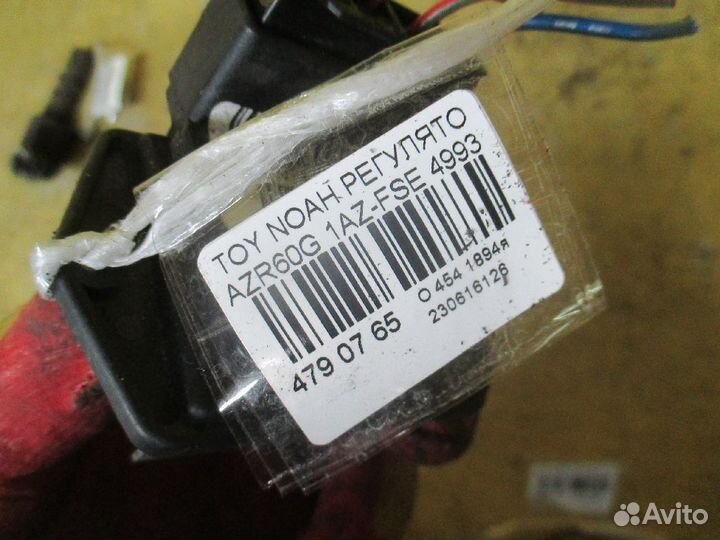 TOY NOAH РЕГУЛЯТО
AZR60G 1AZ-FSE 4993
479 07 65
О 454 1894я
230616126
Avito